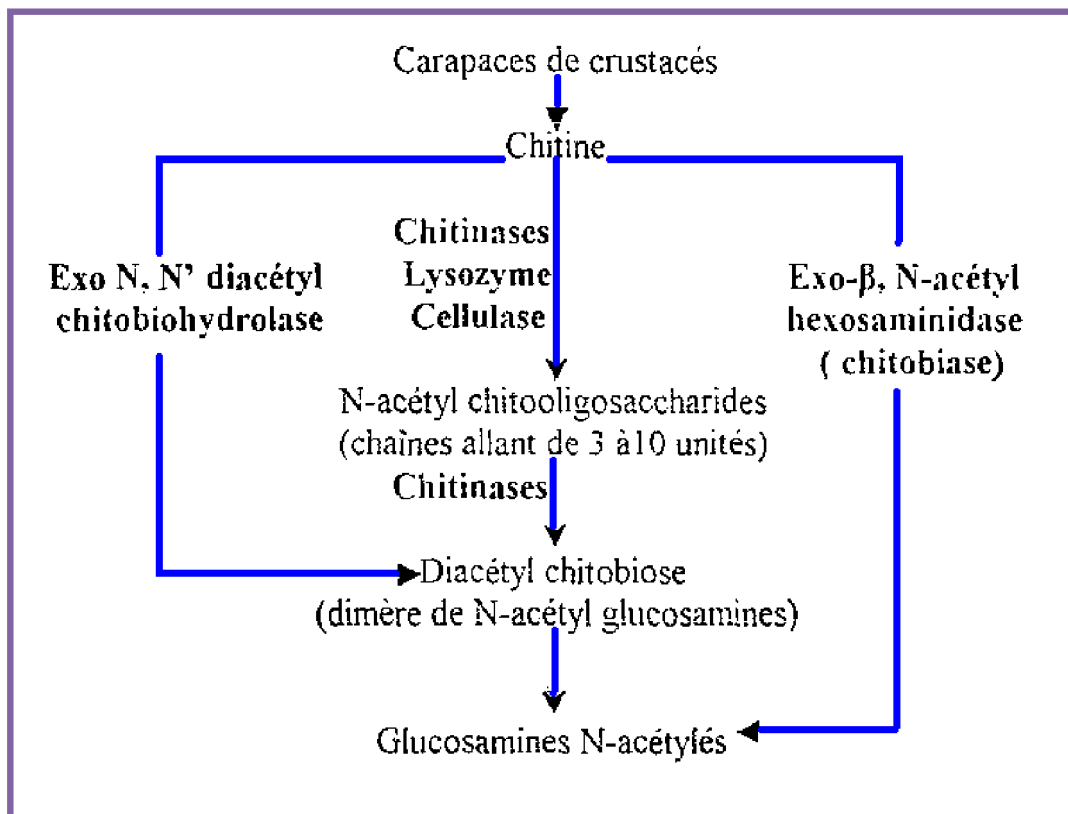 Carapaces de crustacés
Chitine
Chitinases
Lysozyme
Cellulase
Exo N, N' diacétyl
chitobiohydrolase
Exo-β, N-acétyl
hexosaminidase
( chitobiase)
N-acétyl chitooligosaccharides
(chaînes allant de 3 à10 unités)
Chitinases
Diacétyl chitobiose
(dimère de N-acétyl glucosamines)
Glucosamines N-acétylés